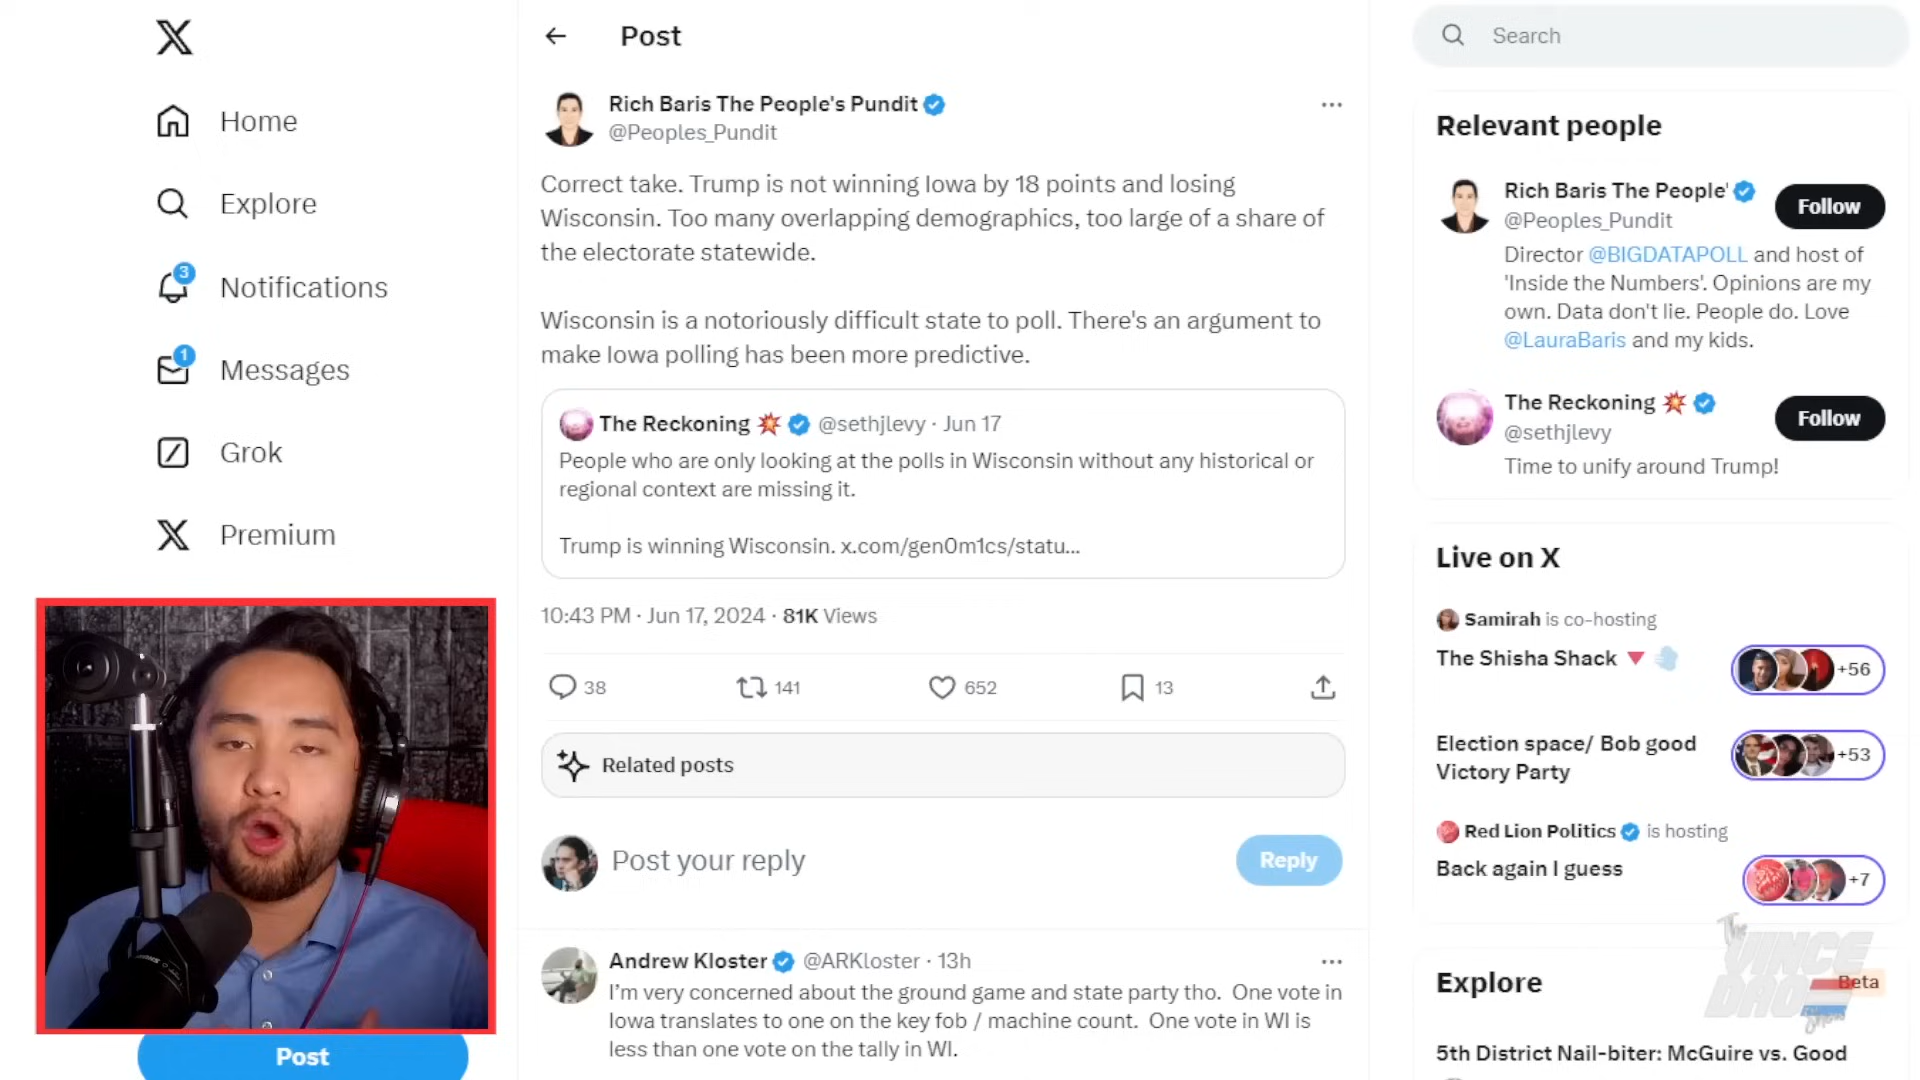 Home
Explore
3
Notifications
1
Messages
Grok
Premium
Post
Post
Rich Baris The People's Pundit
@Peoples_Pundit
Correct take. Trump is not winning Iowa by 18 points and losing
Wisconsin. Too many overlapping demographics, too large of a share of
the electorate statewide.
Wisconsin is a notoriously difficult state to poll. There's an argument to
make Iowa polling has been more predictive.
The Reckoning 💥 @sethjlevy · Jun 17
People who are only looking at the polls in Wisconsin without any historical or
regional context are missing it.
Trump is winning Wisconsin. x.com/gen0m1cs/statu...
10:43 PM · Jun 17, 2024 · 81K Views
38 141 652 13
Related posts
Post your reply
Reply
Andrew Kloster @ARKloster · 13h
I'm very concerned about the ground game and state party tho. One vote in
Iowa translates to one on the key fob / machine count. One vote in WI is
less than one vote on the tally in WI.
Search
Relevant people
Rich Baris The People'
@Peoples_Pundit
Follow
Director @BIGDATAPOLL and host of
'Inside the Numbers'. Opinions are my
own. Data don't lie. People do. Love
@LauraBaris and my kids.
The Reckoning 💥
@sethjlevy
Follow
Time to unify around Trump!
Live on X
Samirah is co-hosting
The Shisha Shack 🔻 💨
+56
Election space/ Bob good
Victory Party
+53
Red Lion Politics is hosting
Back again I guess
+7
The
VINCE
DAO
Show
Explore
Beta
5th District Nail-biter: McGuire vs. Good